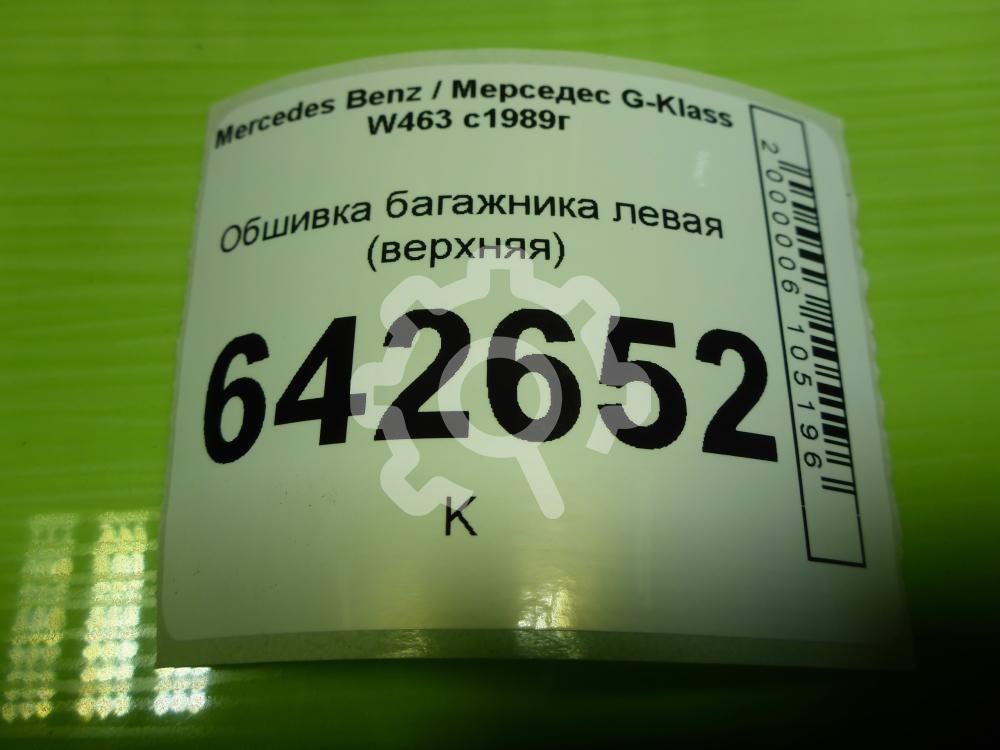 Mercedes Benz / Мерседес G-Klass
W463 с1989г
Обшивка багажника левая
(верхняя)
642652
К
2000006105196